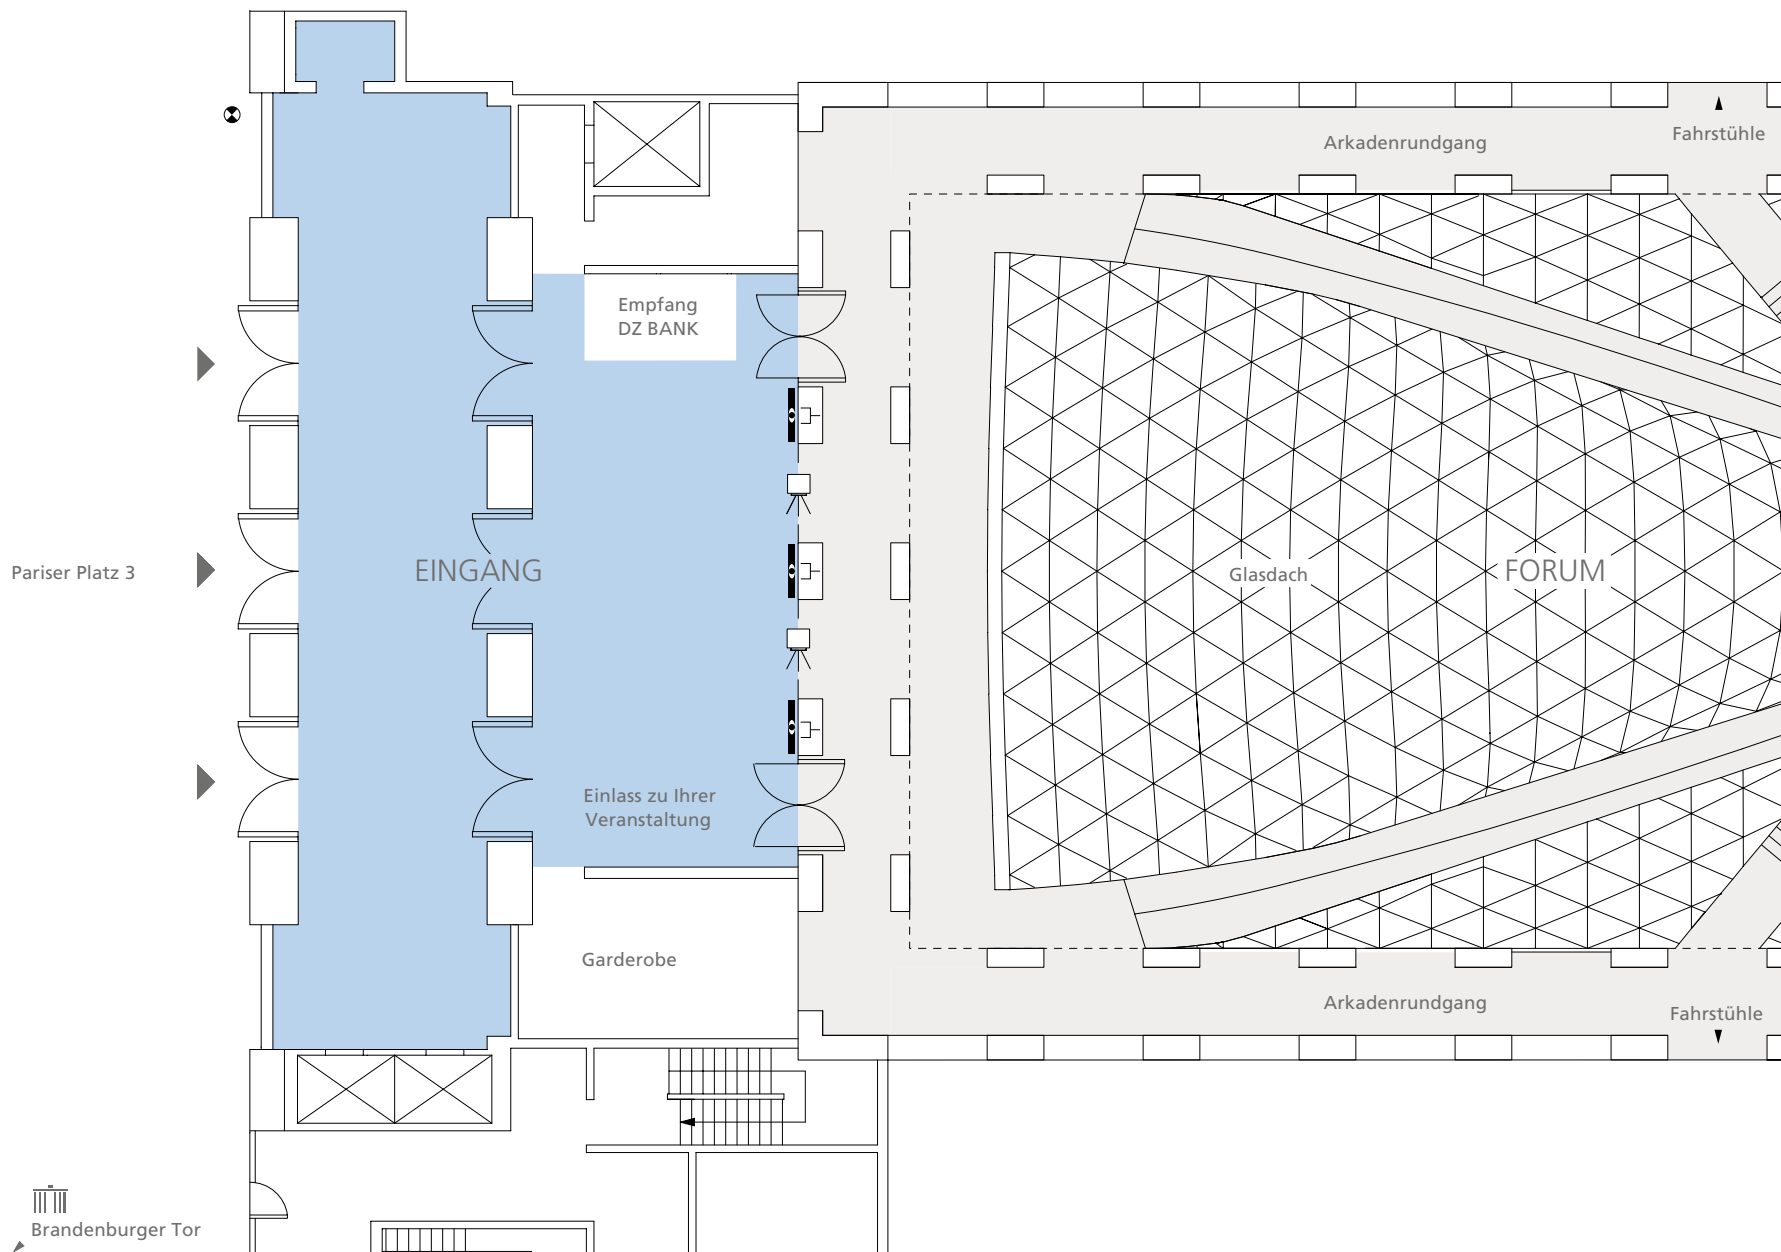 Arkadenrundgang
Fahrstühle
Empfang
DZ BANK
Pariser Platz 3
EINGANG
Glasdach
FORUM
Einlass zu Ihrer
Veranstaltung
Garderobe
Arkadenrundgang
Fahrstühle
Brandenburger Tor